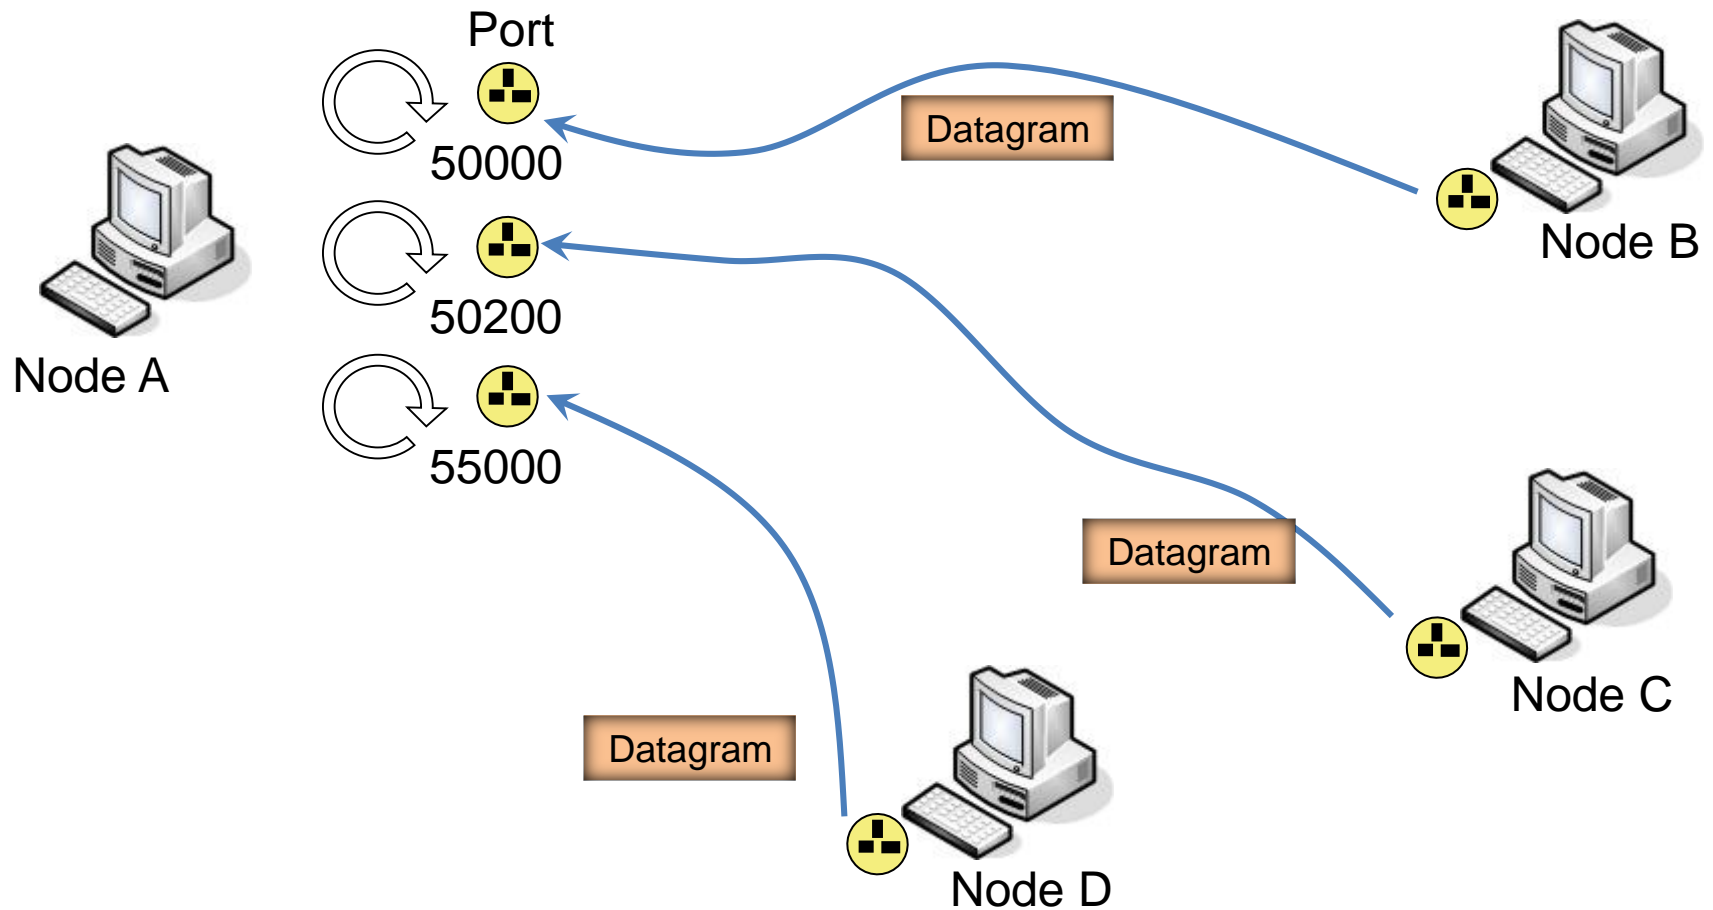 Port
50000
Datagram
Node B
50200
Node A
55000
Datagram
Node C
Datagram
Node D